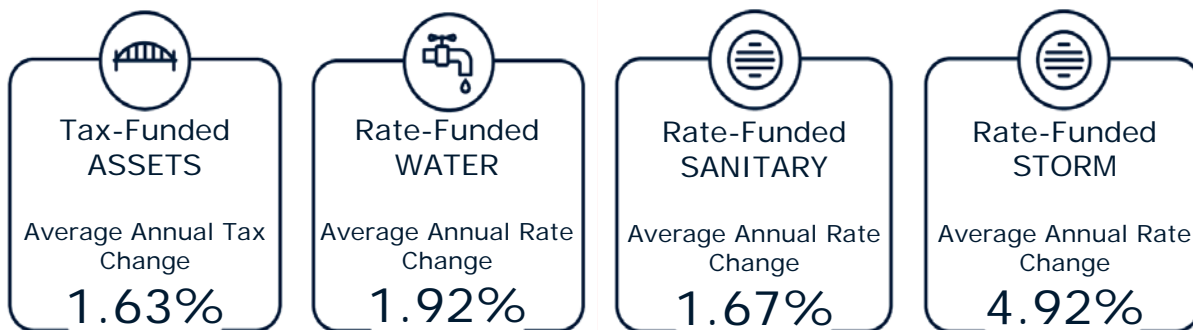 Tax-Funded
ASSETS
Average Annual Tax
Change
1.63%
Rate-Funded
WATER
Average Annual Rate
Change
1.92%
Rate-Funded
SANITARY
Average Annual Rate
Change
1.67%
Rate-Funded
STORM
Average Annual Rate
Change
4.92%